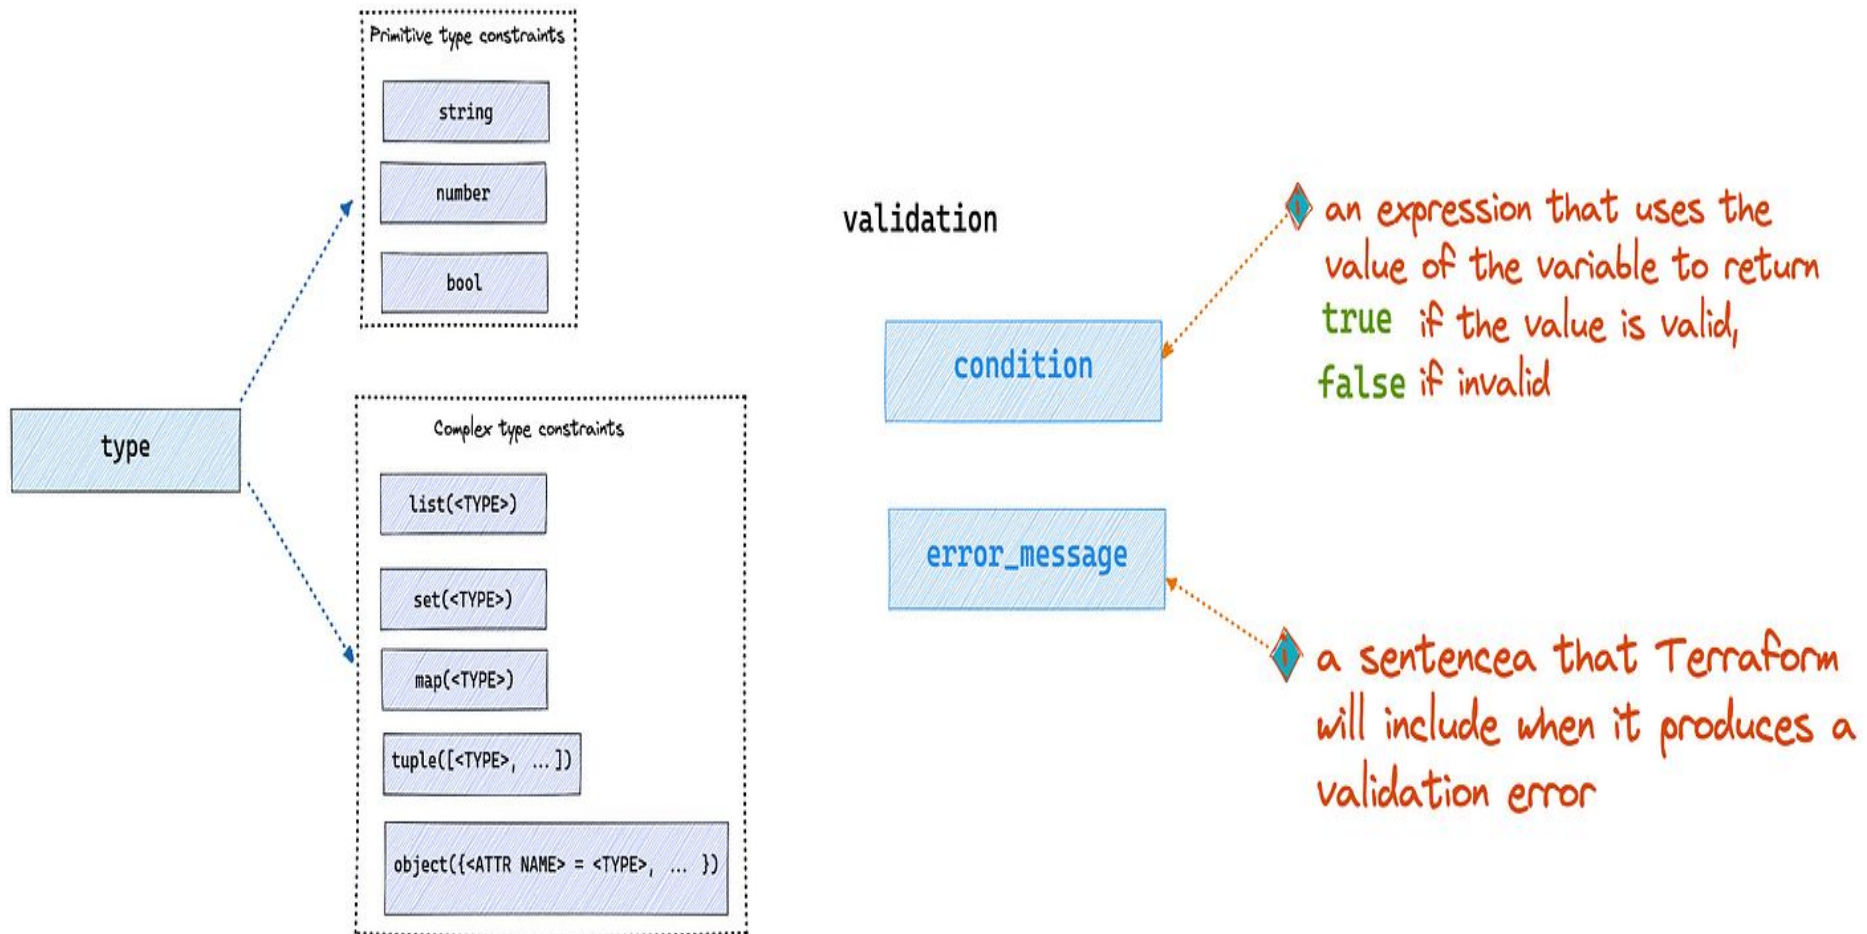 Primitive type constraints
string
number
bool
type
Complex type constraints
list(<TYPE>)
set(<TYPE>)
map(<TYPE>)
tuple([<TYPE>, ...])
object({<ATTR NAME> = <TYPE>, ... })
validation
condition
an expression that uses the
value of the variable to return
true if the value is valid,
false if invalid
error_message
a sentencea that Terraform
will include when it produces a
validation error